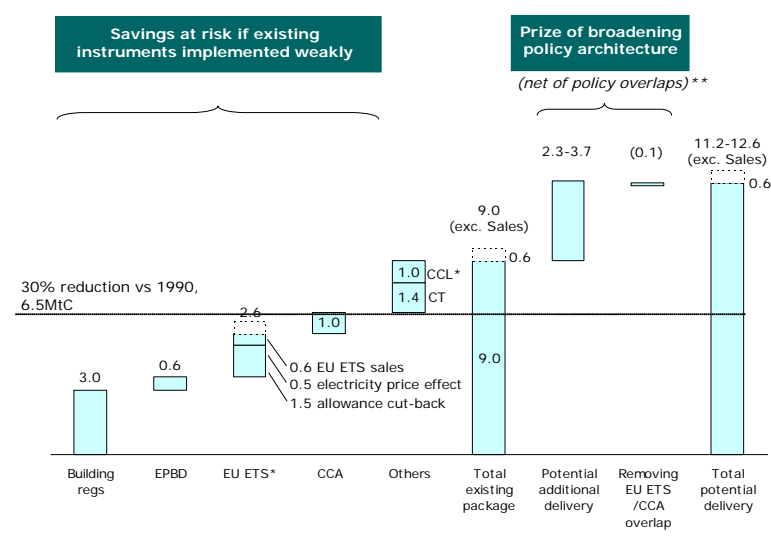 Savings at risk if existing
instruments implemented weakly
Prize of broadening
policy architecture
(net of policy overlaps)**
2.3-3.7
(0.1)
11.2-12.6
(exc. Sales)
0.6
9.0
(exc. Sales)
0.6
30% reduction vs 1990,
6.5MtC
1.0
CCL*
1.4
CT
2.6
1.0
0.6 EU ETS sales
0.5 electricity price effect
1.5 allowance cut-back
0.6
3.0
9.0
Building
regs
EPBD
EU ETS*
CCA
Others
Total
existing
package
Potential
additional
delivery
Removing
EU ETS
/CCA
overlap
Total
potential
delivery